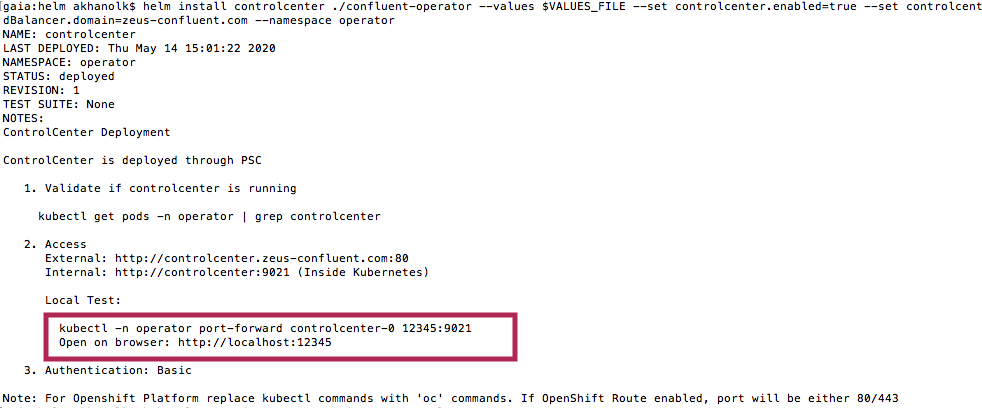 [gaia:helm akhanolk$ helm install controlcenter ./confluent-operator --values $VALUES_FILE --set controlcenter.enabled=true --set controlcent
dBalancer.domain=zeus-confluent.com --namespace operator
NAME: controlcenter
LAST DEPLOYED: Thu May 14 15:01:22 2020
NAMESPACE: operator
STATUS: deployed
REVISION: 1
TEST SUITE: None
NOTES:
ControlCenter Deployment
ControlCenter is deployed through PSC
1. Validate if controlcenter is running
kubectl get pods -n operator | grep controlcenter
2. Access
External: http://controlcenter.zeus-confluent.com:80
Internal: http://controlcenter:9021 (Inside Kubernetes)
Local Test:
kubectl -n operator port-forward controlcenter-0 12345:9021
Open on browser: http://localhost:12345
3. Authentication: Basic
Note: For Openshift Platform replace kubectl commands with 'oc' commands. If OpenShift Route enabled, port will be either 80/443